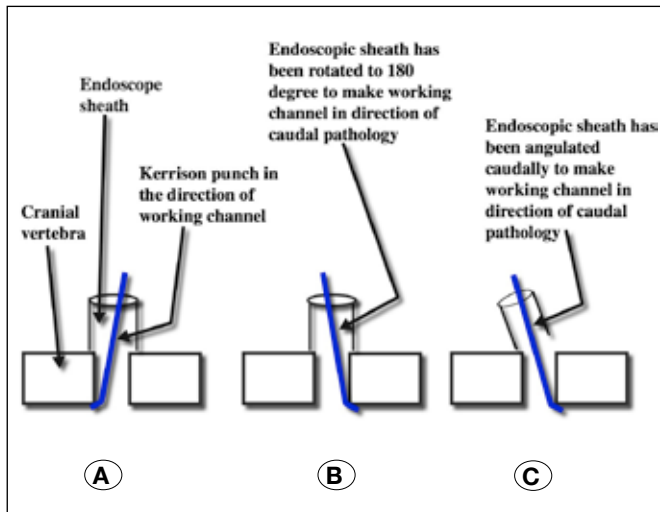 Endoscope
sheath
Kerrison punch in
the direction of
working channel
Cranial
vertebra
Endoscopic sheath has
been rotated to 180
degree to make working
channel in direction of
caudal pathology
Endoscopic sheath has
been angulated
caudally to make
working channel in
direction of caudal
pathology
A
B
C